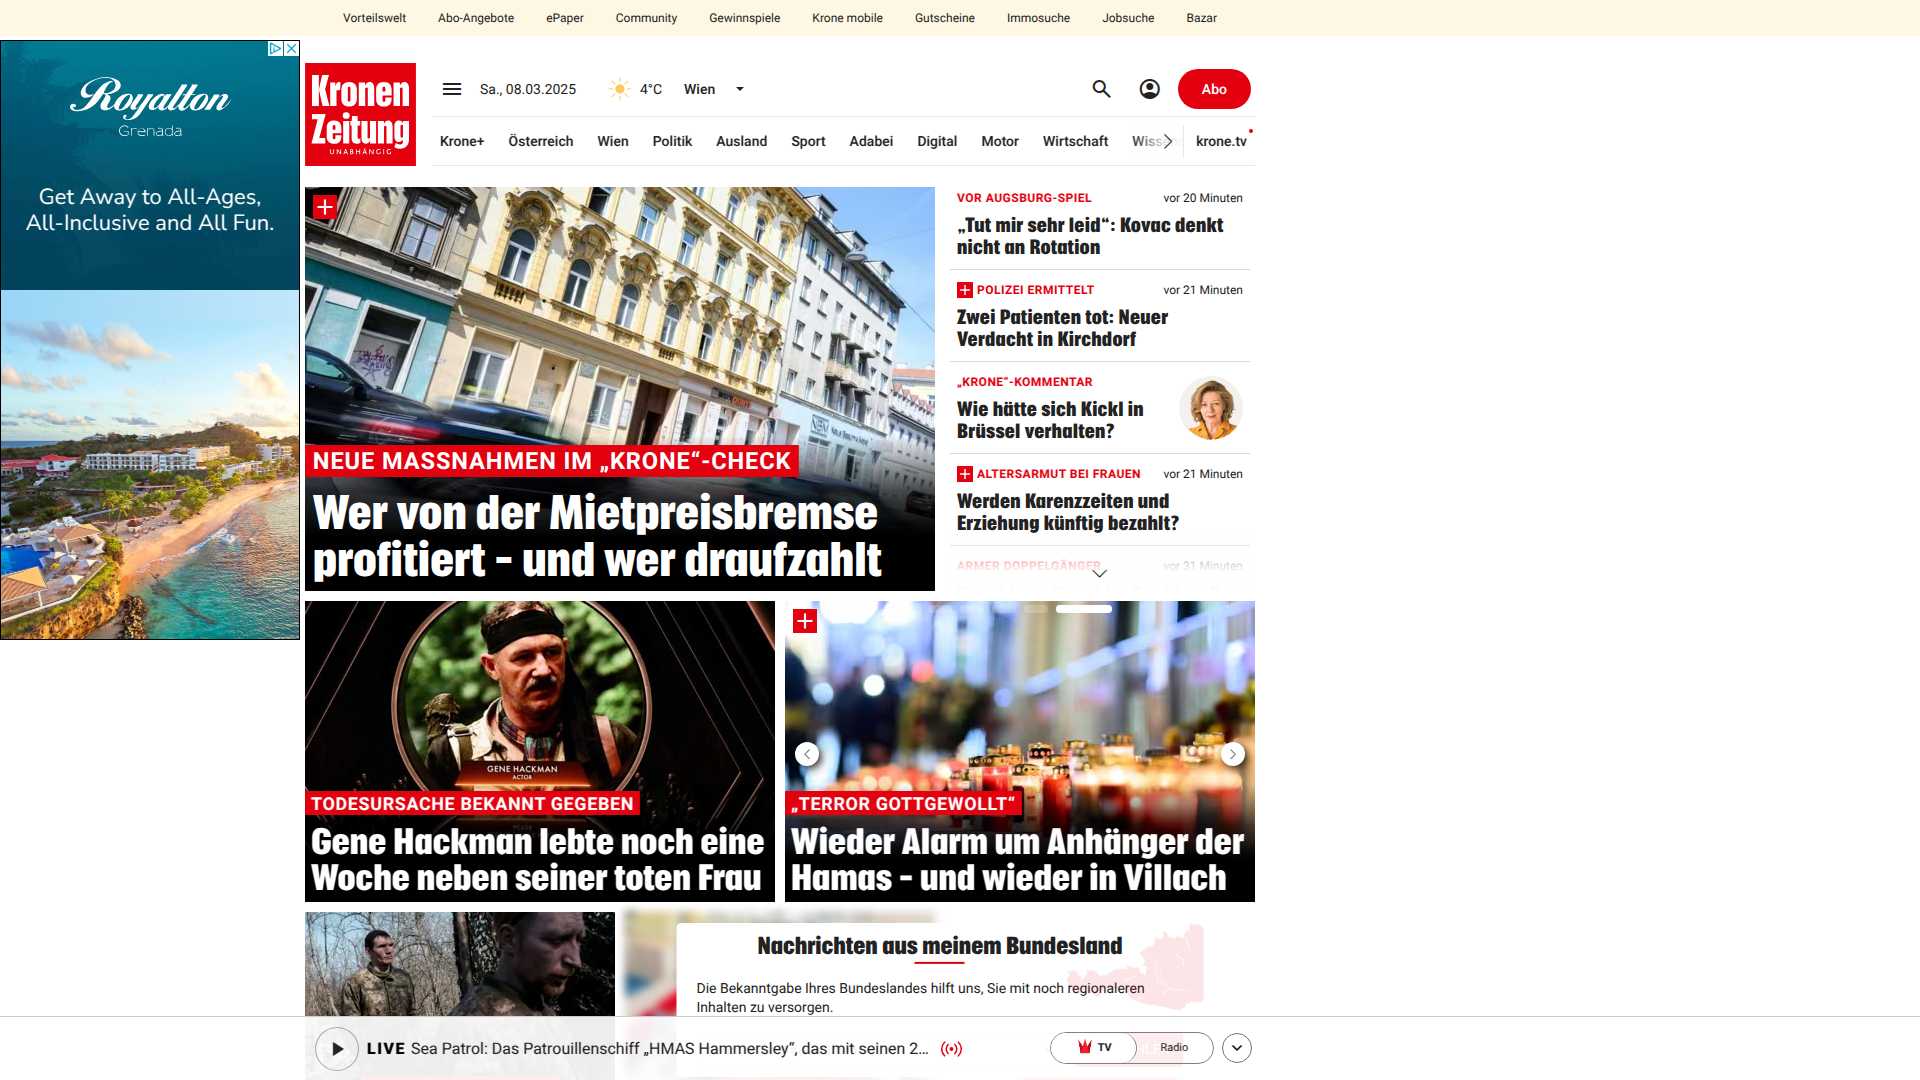 Vorteilswelt Abo-Angebote ePaper Community Gewinnspiele Krone mobile Gutscheine Immosuche Jobsuche Bazar
Royalton
Grenada
Get Away to All-Ages,
All-Inclusive and All Fun.
Kronen
Zeitung
UNABHÄNGIG
Sa., 08.03.2025 4°C Wien
Abo
Krone+ Österreich Wien Politik Ausland Sport Adabei Digital Motor Wirtschaft krone.tv
NEUE MASSNAHMEN IM „KRONE“-CHECK
Wer von der Mietpreisbremse
profitiert – und wer draufzahlt
VOR AUGSBURG-SPIEL vor 20 Minuten
„Tut mir sehr leid“: Kovac denkt
nicht an Rotation
POLIZEI ERMITTELT vor 21 Minuten
Zwei Patienten tot: Neuer
Verdacht in Kirchdorf
„KRONE“-KOMMENTAR
Wie hätte sich Kickl in
Brüssel verhalten?
ALTERSARMUT BEI FRAUEN vor 21 Minuten
Werden Karenzzeiten und
Erziehung künftig bezahlt?
ARMER DOPPELGÄNGER vor 31 Minuten
GENE HACKMAN
ACTOR
TODESURSACHE BEKANNT GEGEBEN
Gene Hackman lebte noch eine
Woche neben seiner toten Frau
„TERROR GOTTGEWOLLT“
Wieder Alarm um Anhänger der
Hamas – und wieder in Villach
Nachrichten aus meinem Bundesland
Die Bekanntgabe Ihres Bundeslandes hilft uns, Sie mit noch regionaleren
Inhalten zu versorgen.
LIVE Sea Patrol: Das Patrouillenschiff „HMAS Hammersley“, das mit seinen 2...
TV Radio